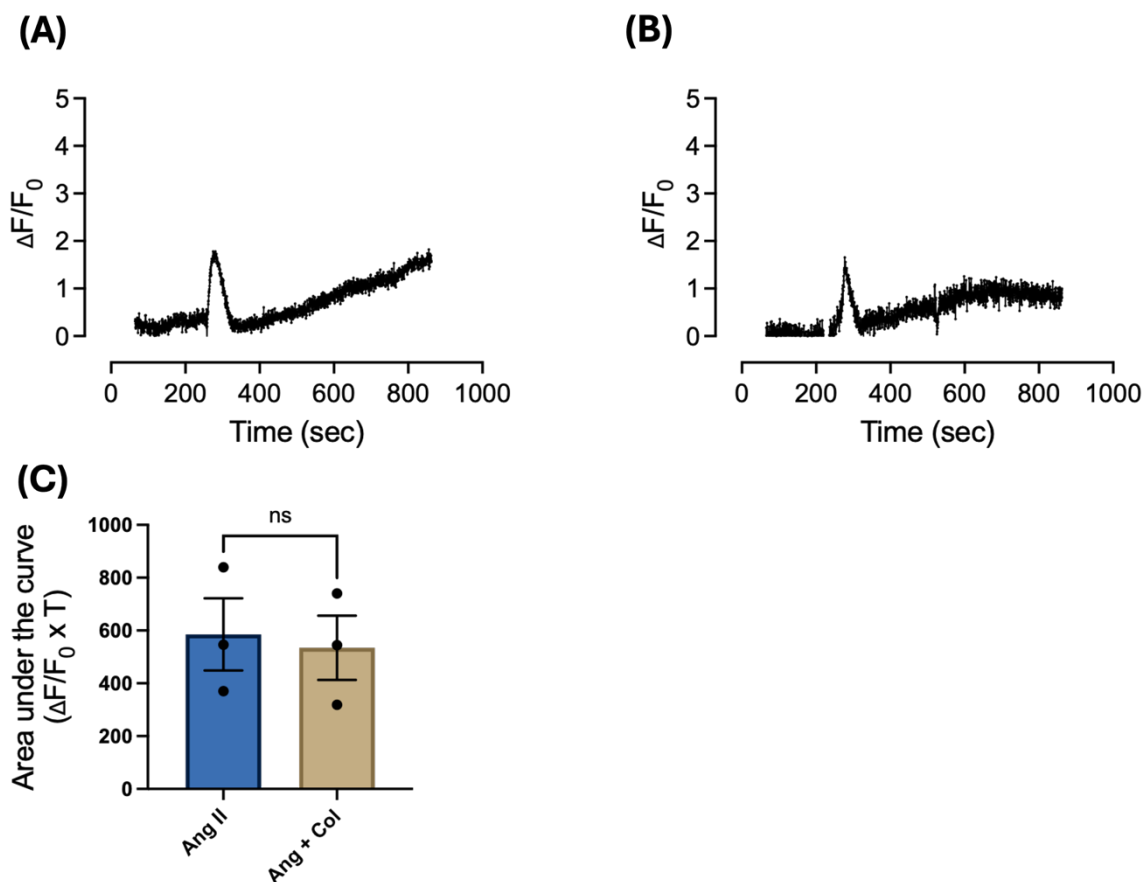 (A)
(B)
5
4
3
2
1
0
ΔF/F0
0 200 400 600 800 1000
Time (sec)
5
4
3
2
1
0
ΔF/F0
0 200 400 600 800 1000
Time (sec)
(C)
ns
1000
800
600
400
200
0
Area under the curve
(ΔF/F0 x T)
Ang II
Ang + Col